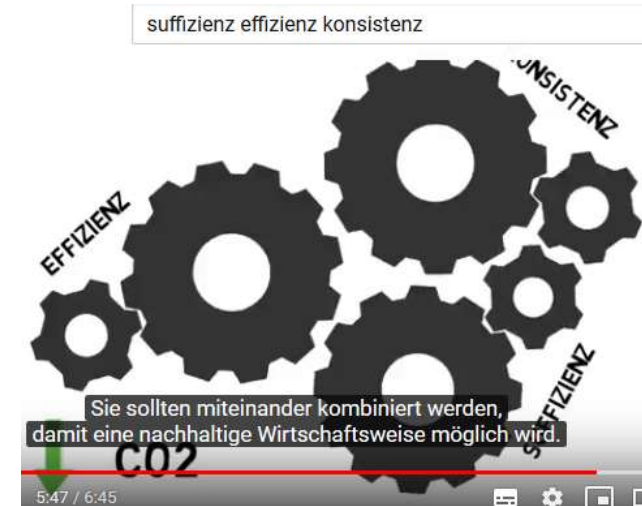 suffizienz effizienz konsistenz
KONSISTENZ
EFFIZIENZ
SUFFIZIENZ
Sie sollten miteinander kombiniert werden,
damit eine nachhaltige Wirtschaftsweise möglich wird.
CO2
5:47 / 6:45